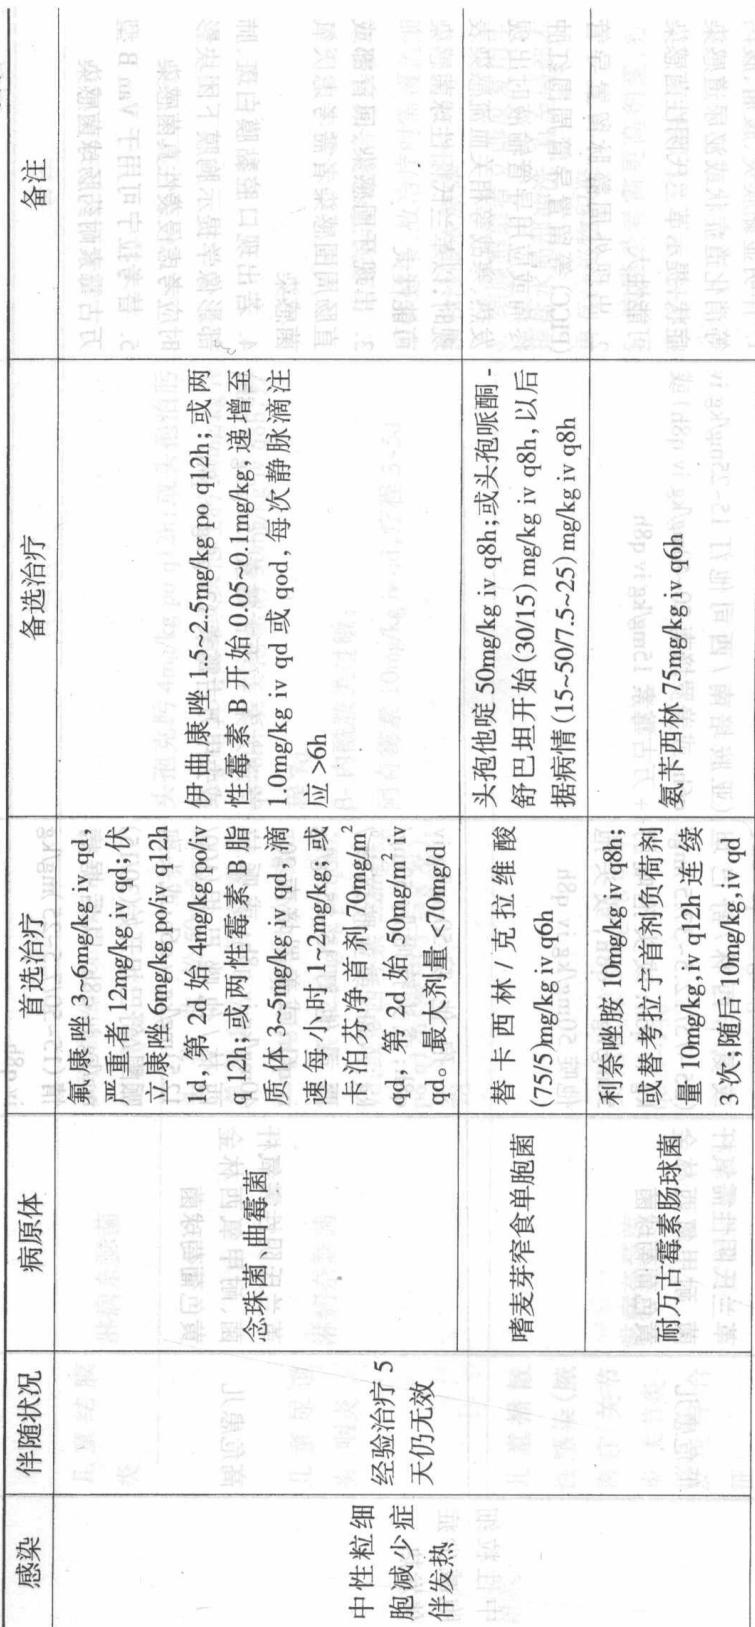 感染
伴随状况
病原体
首选治疗
备选治疗
备注
中性粒细
胞减少症
伴发热
经验治疗 5
天仍无效
念珠菌、曲霉菌
氟康唑 3~6mg/kg iv qd,
严重者 12mg/kg iv qd; 伏
立康唑 6mg/kg po/iv q12h
1d, 第 2d 始 4mg/kg po/iv
q 12h; 或两性霉素 B 脂
质体 3~5mg/kg iv qd, 滴
速每小时 1~2mg/kg; 或
卡泊芬净首剂 70mg/m²
qd, 第 2d 始 50mg/m² iv
qd。最大剂量 <70mg/d
伊曲康唑 1.5~2.5mg/kg po q12h; 或两
性霉素 B 开始 0.05~0.1mg/kg, 递增至
1.0mg/kg iv qd 或 qod, 每次静脉滴注
应 >6h
嗜麦芽窄食单胞菌
替卡西林/克拉维酸
(75/5)mg/kg iv q6h
头孢他啶 50mg/kg iv q8h; 或头孢哌酮-
舒巴坦开始(30/15) mg/kg iv q8h, 以后
据病情(15~50/7.5~25)mg/kg iv q8h
耐万古霉素肠球菌
利奈唑胺 10mg/kg iv q8h;
或替考拉宁首剂负荷剂
量 10mg/kg,iv q12h 连续
3 次; 随后 10mg/kg,iv qd
氨苄西林 75mg/kg iv q6h